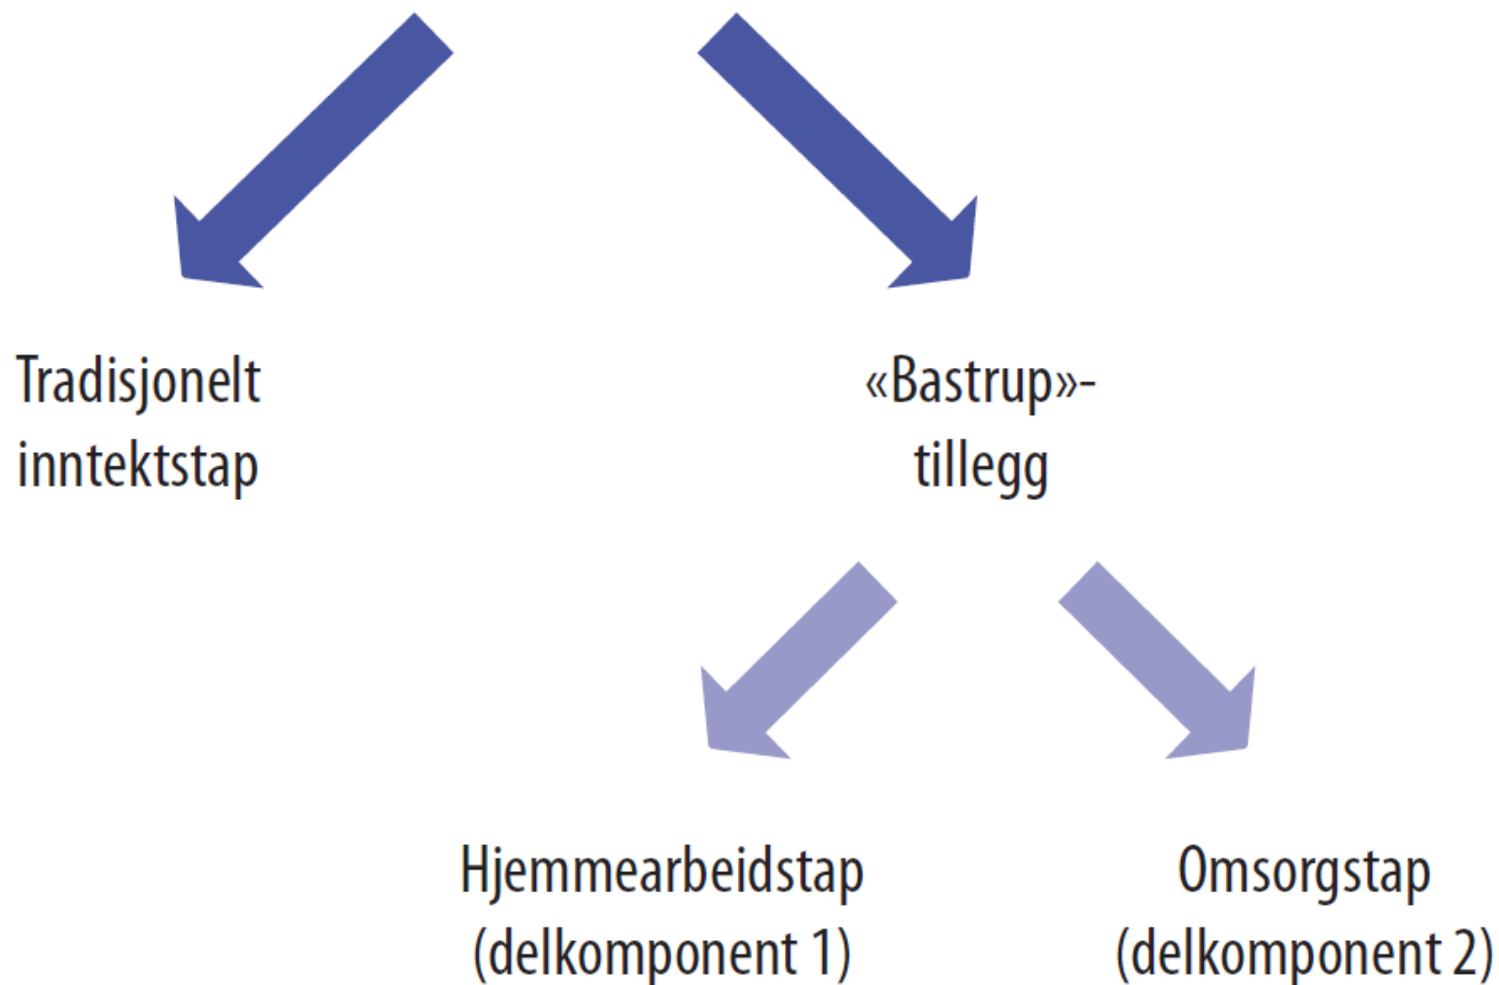 Tradisjonelt
inntektstap
«Bastrup»-
tillegg
Hjemmearbeidstap
(delkomponent 1)
Omsorgstap
(delkomponent 2)